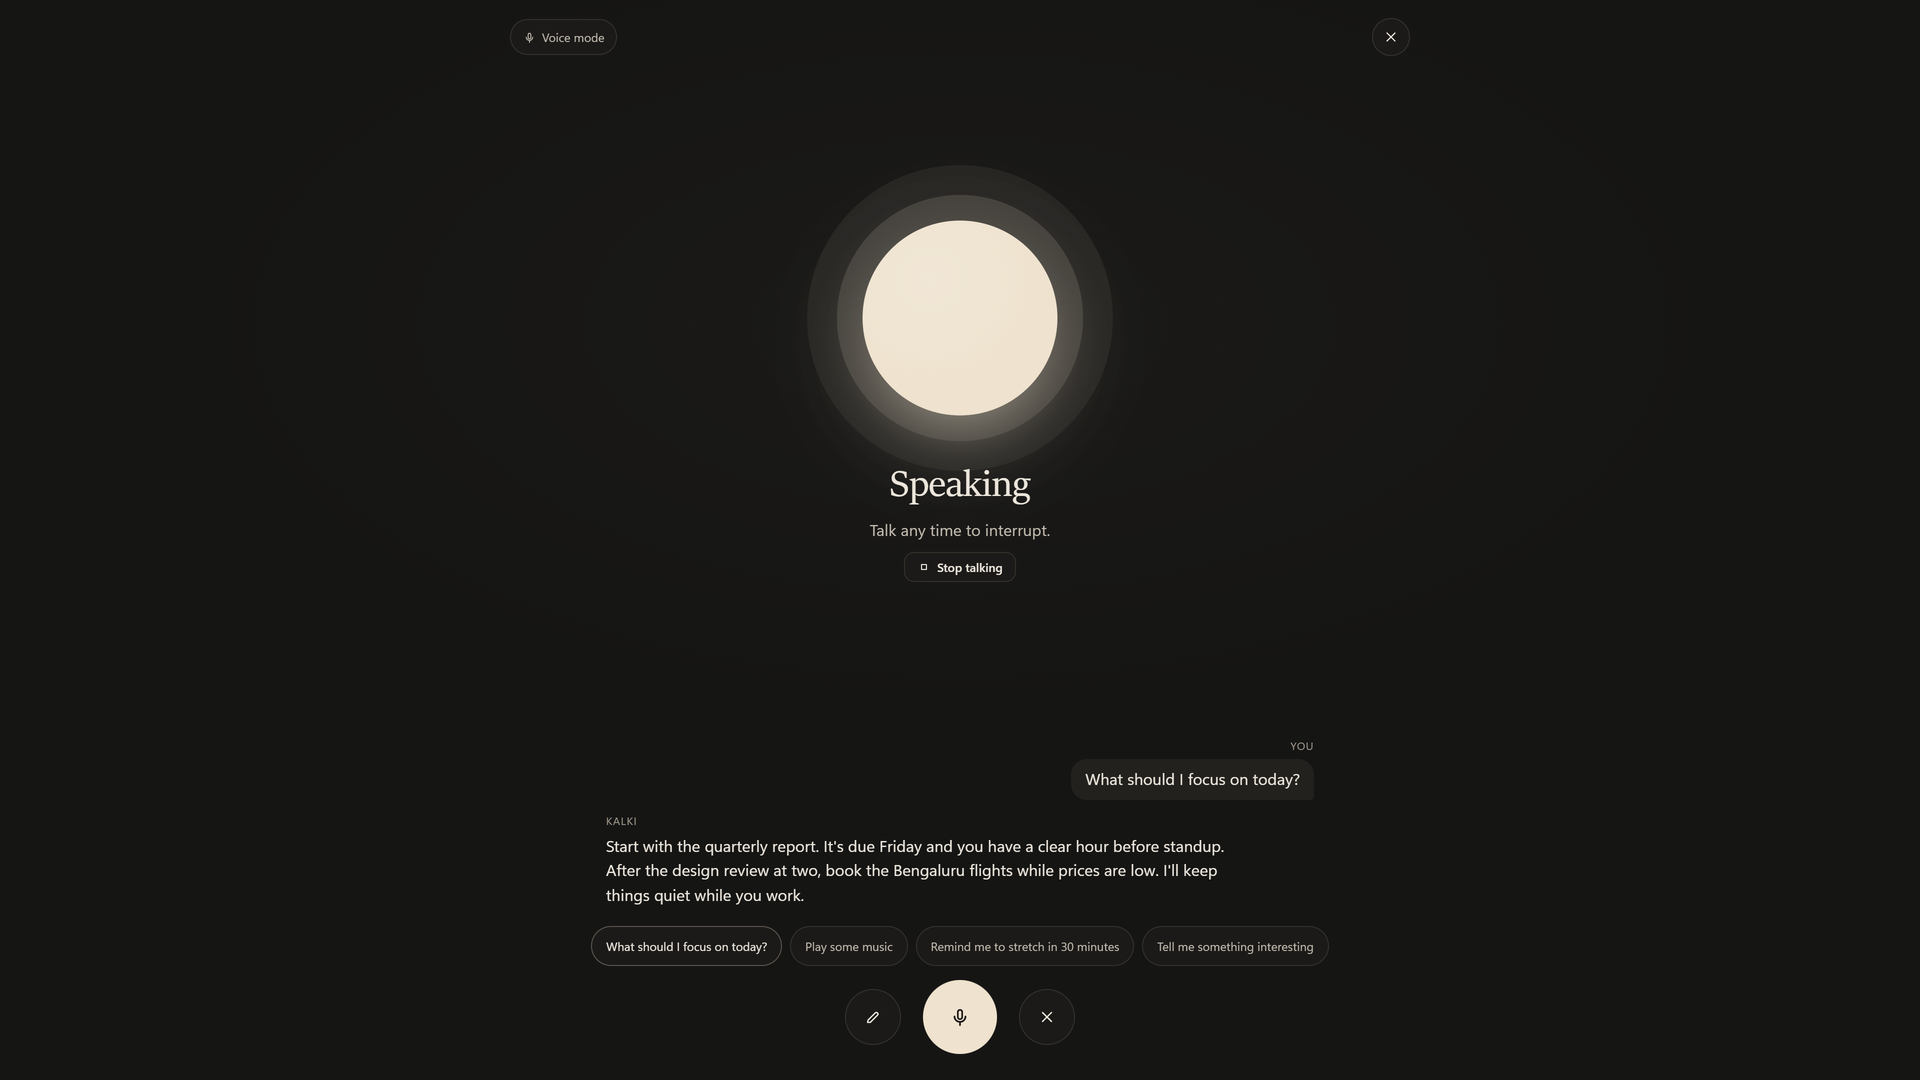 Voice mode
Speaking
Talk any time to interrupt.
Stop talking
YOU
What should I focus on today?
KALKI
Start with the quarterly report. It's due Friday and you have a clear hour before standup.
After the design review at two, book the Bengaluru flights while prices are low. I'll keep
things quiet while you work.
What should I focus on today?
Play some music
Remind me to stretch in 30 minutes
Tell me something interesting